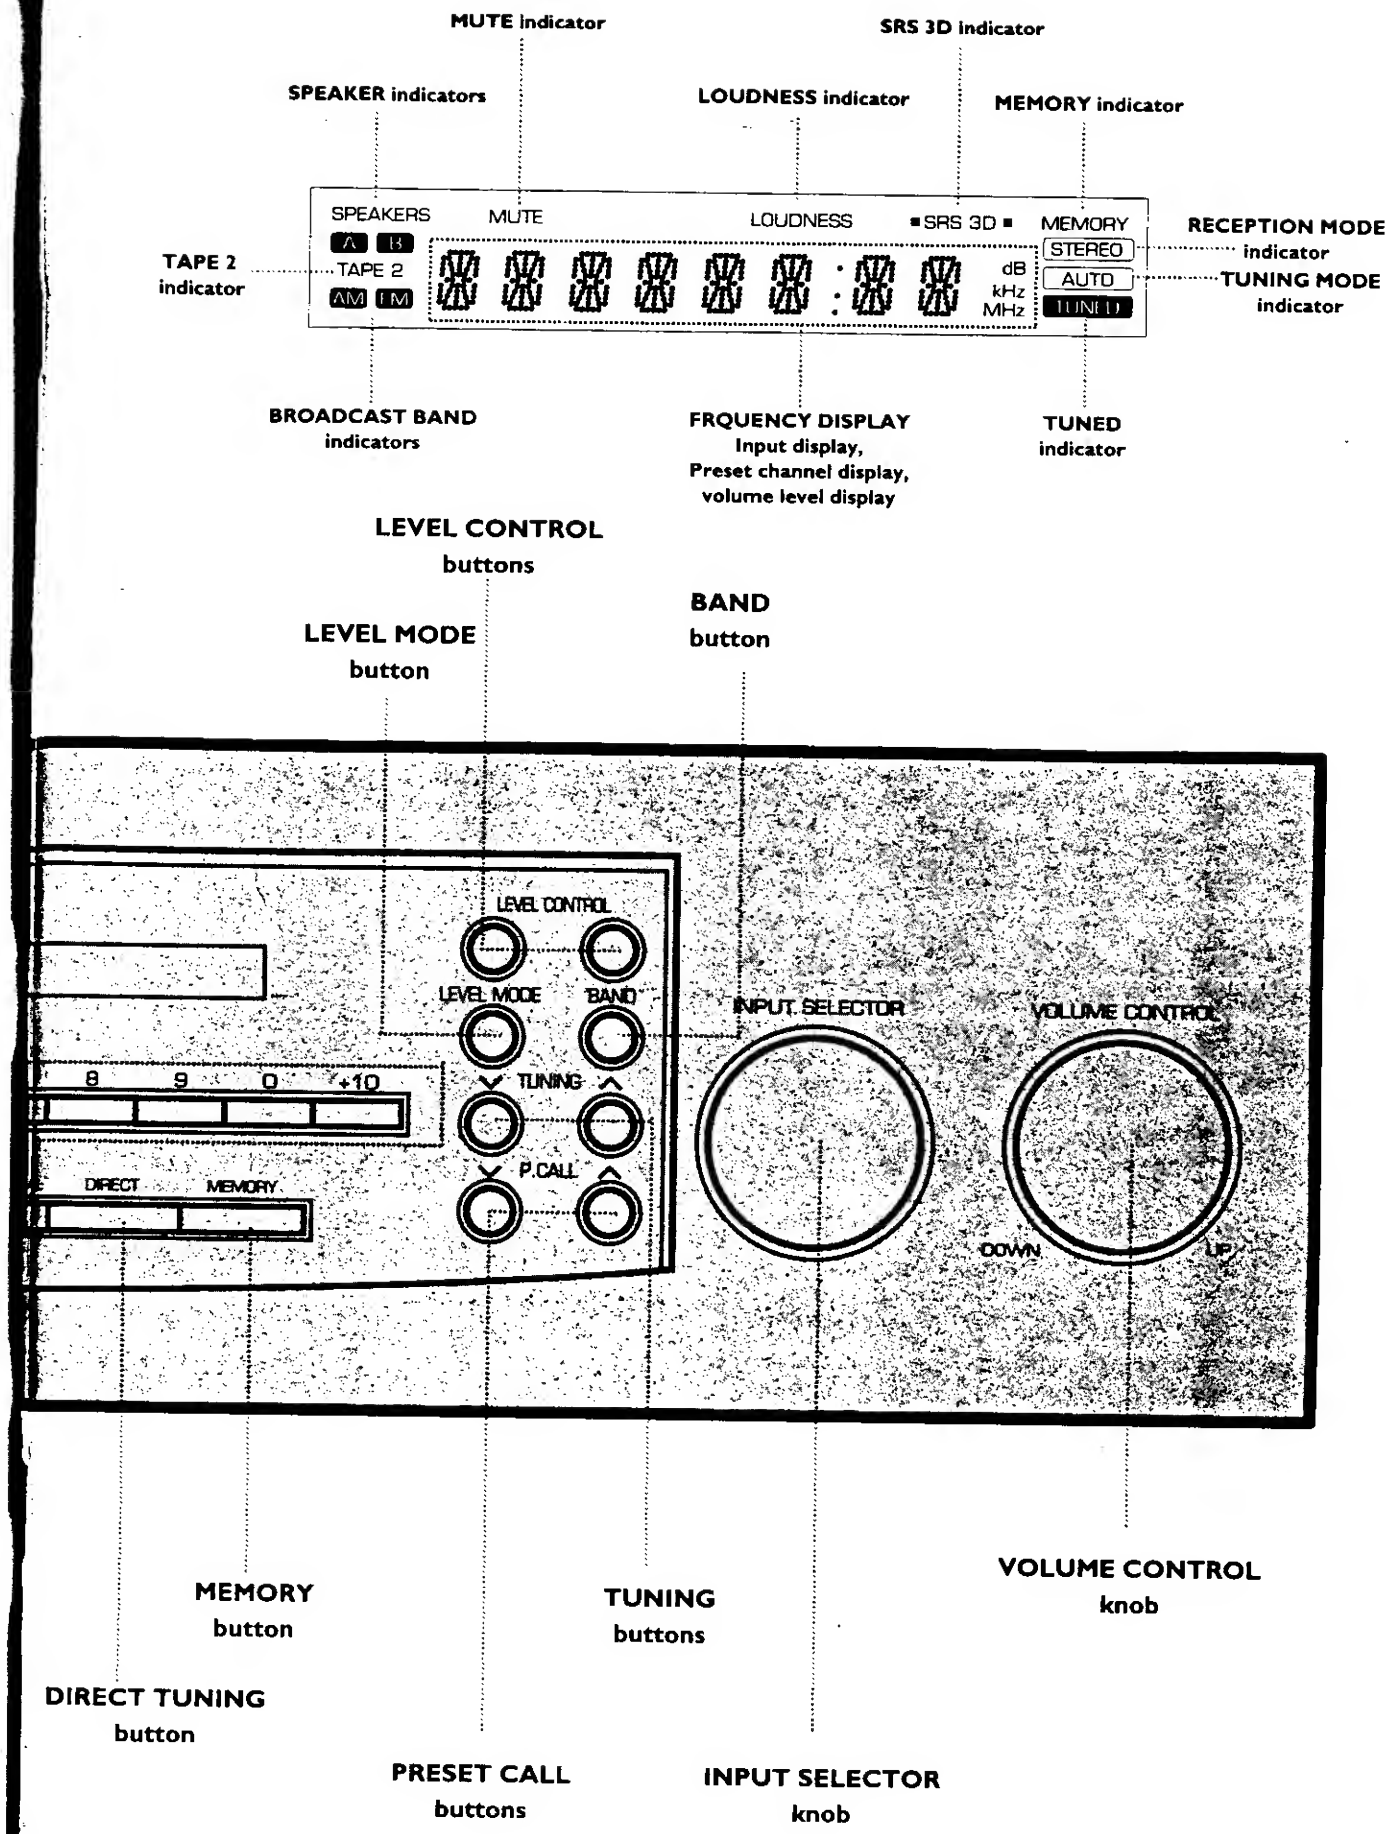 MUTE indicator
SRS 3D indicator
SPEAKER indicators
LOUDNESS indicator
MEMORY indicator
SPEAKERS MUTE LOUDNESS ■ SRS 3D ■ MEMORY
A B
STEREO
RECEPTION MODE
indicator
TAPE 2
indicator
TAPE 2
dB
AUTO
TUNING MODE
indicator
AM FM
kHz
MHz
TUNED
BROADCAST BAND
indicators
FRQUENCY DISPLAY
Input display,
Preset channel display,
volume level display
TUNED
indicator
LEVEL CONTROL
buttons
BAND
button
LEVEL MODE
button
LEVEL CONTROL
LEVEL MODE BAND
INPUT SELECTOR
VOLUME CONTROL
8 9 0 +10
TUNING
P.CALL
DIRECT MEMORY
DOWN UP
VOLUME CONTROL
knob
MEMORY
button
TUNING
buttons
DIRECT TUNING
button
PRESET CALL
buttons
INPUT SELECTOR
knob